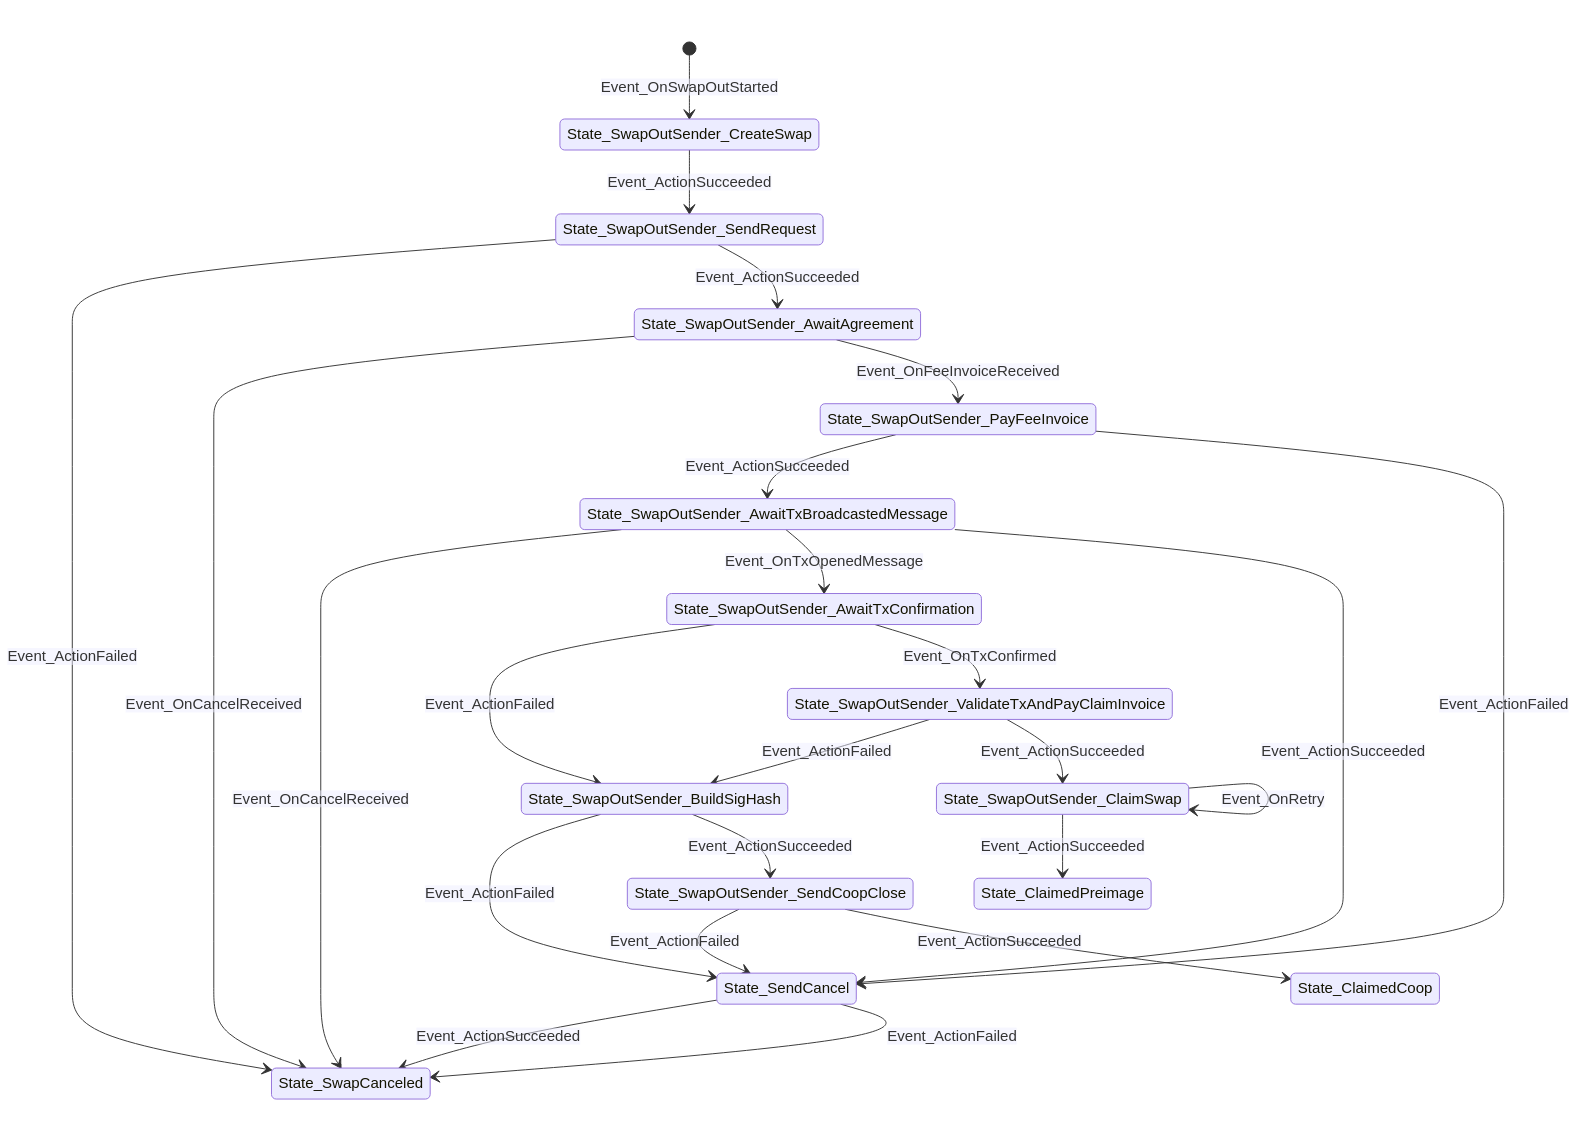 Event_OnSwapOutStarted
State_SwapOutSender_CreateSwap
Event_ActionSucceeded
State_SwapOutSender_SendRequest
Event_ActionSucceeded
State_SwapOutSender_AwaitAgreement
Event_OnFeeInvoiceReceived
State_SwapOutSender_PayFeeInvoice
Event_ActionSucceeded
State_SwapOutSender_AwaitTxBroadcastedMessage
Event_OnTxOpenedMessage
State_SwapOutSender_AwaitTxConfirmation
Event_ActionFailed
Event_OnTxConfirmed
Event_OnCancelReceived
Event_ActionFailed
State_SwapOutSender_ValidateTxAndPayClaimInvoice
Event_ActionFailed
Event_ActionFailed
Event_ActionSucceeded
Event_ActionSucceeded
Event_OnCancelReceived
State_SwapOutSender_BuildSigHash
State_SwapOutSender_ClaimSwap
Event_OnRetry
Event_ActionSucceeded
Event_ActionSucceeded
Event_ActionFailed
State_SwapOutSender_SendCoopClose
State_ClaimedPreimage
Event_ActionFailed
Event_ActionSucceeded
State_SendCancel
State_ClaimedCoop
Event_ActionSucceeded
Event_ActionFailed
State_SwapCanceled